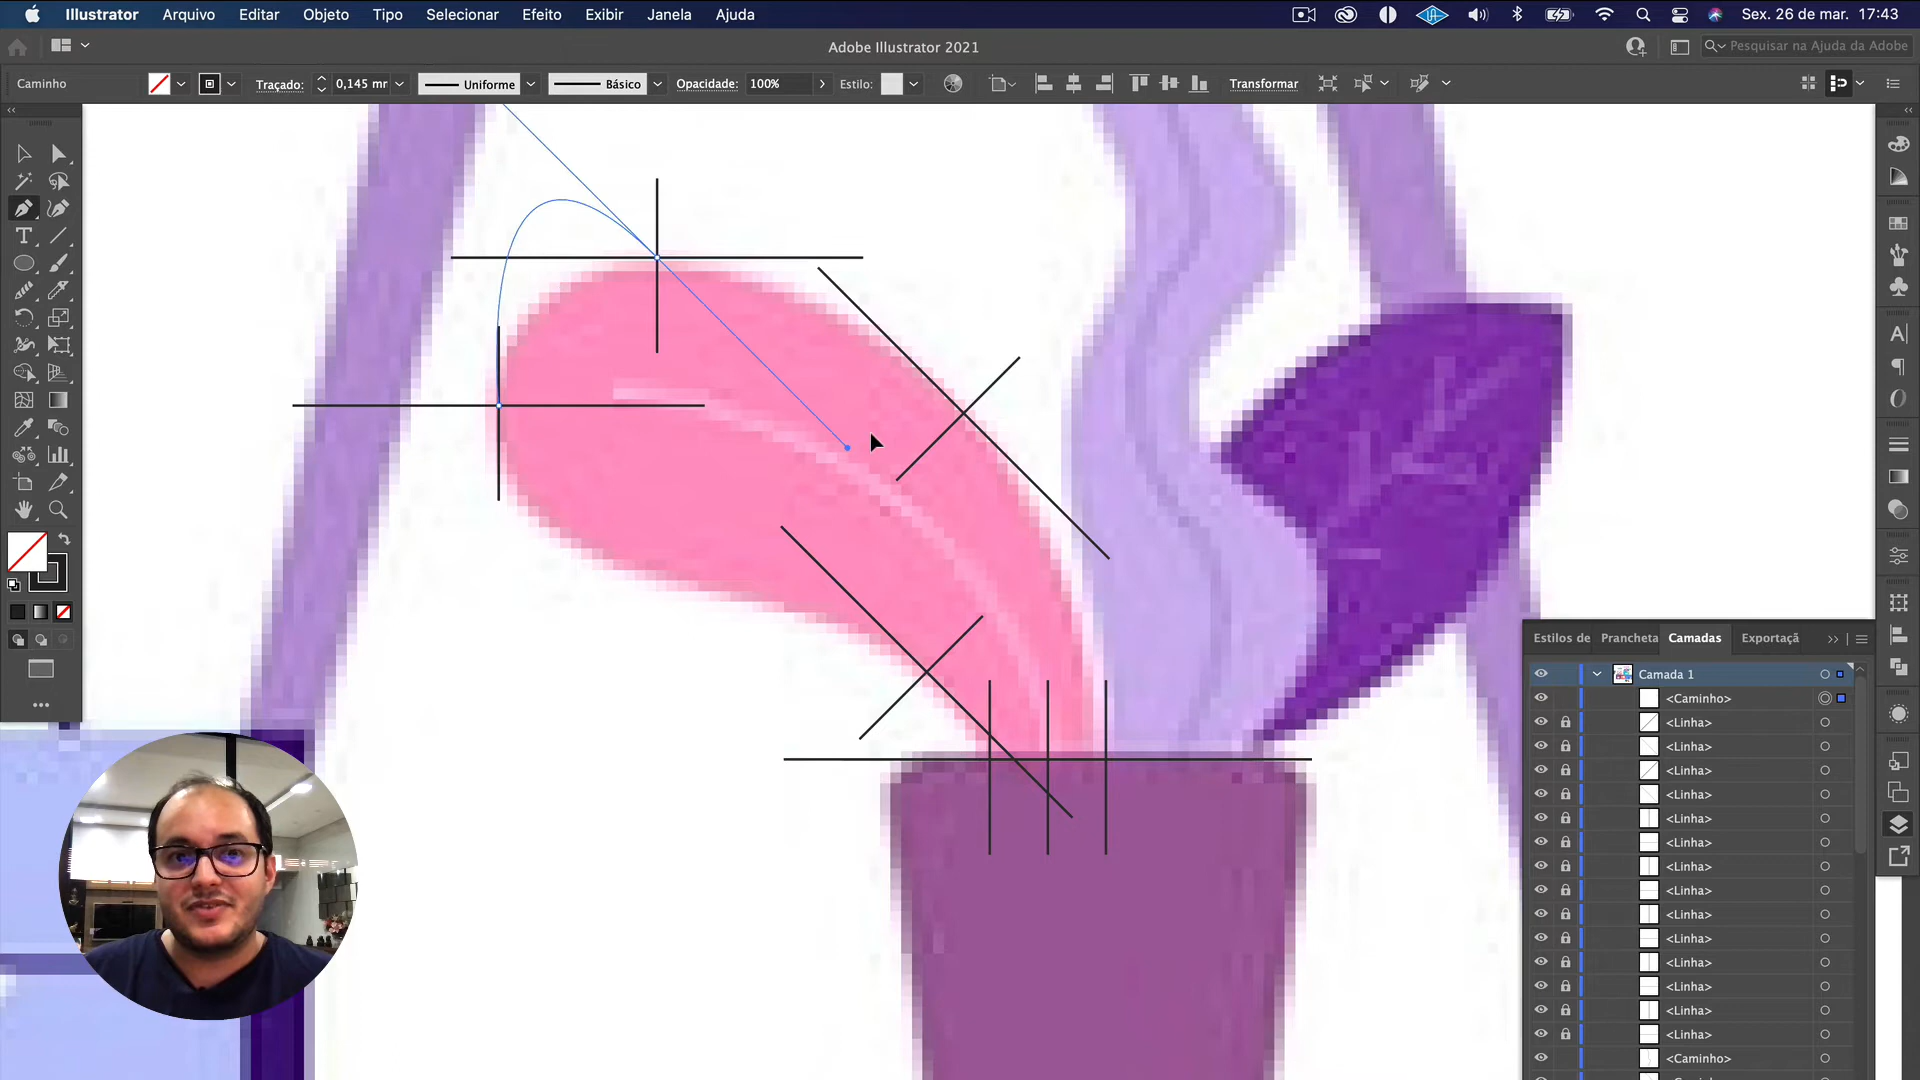 Illustrator Arquivo Editar Objeto Tipo Selecionar Efeito Exibir Janela Ajuda Sex. 26 de mar. 17:43
Adobe Illustrator 2021
Pesquisar na Ajuda da Adobe
Caminho Traçado: 0,145 mr Uniforme Básico Opacidade: 100% Estilo: Transformar
Estilos de Prancheta Camadas Exportaçã
Camada 1
<Caminho>
<Linha>
<Linha>
<Linha>
<Linha>
<Linha>
<Linha>
<Linha>
<Linha>
<Linha>
<Linha>
<Linha>
<Linha>
<Linha>
<Linha>
<Caminho>